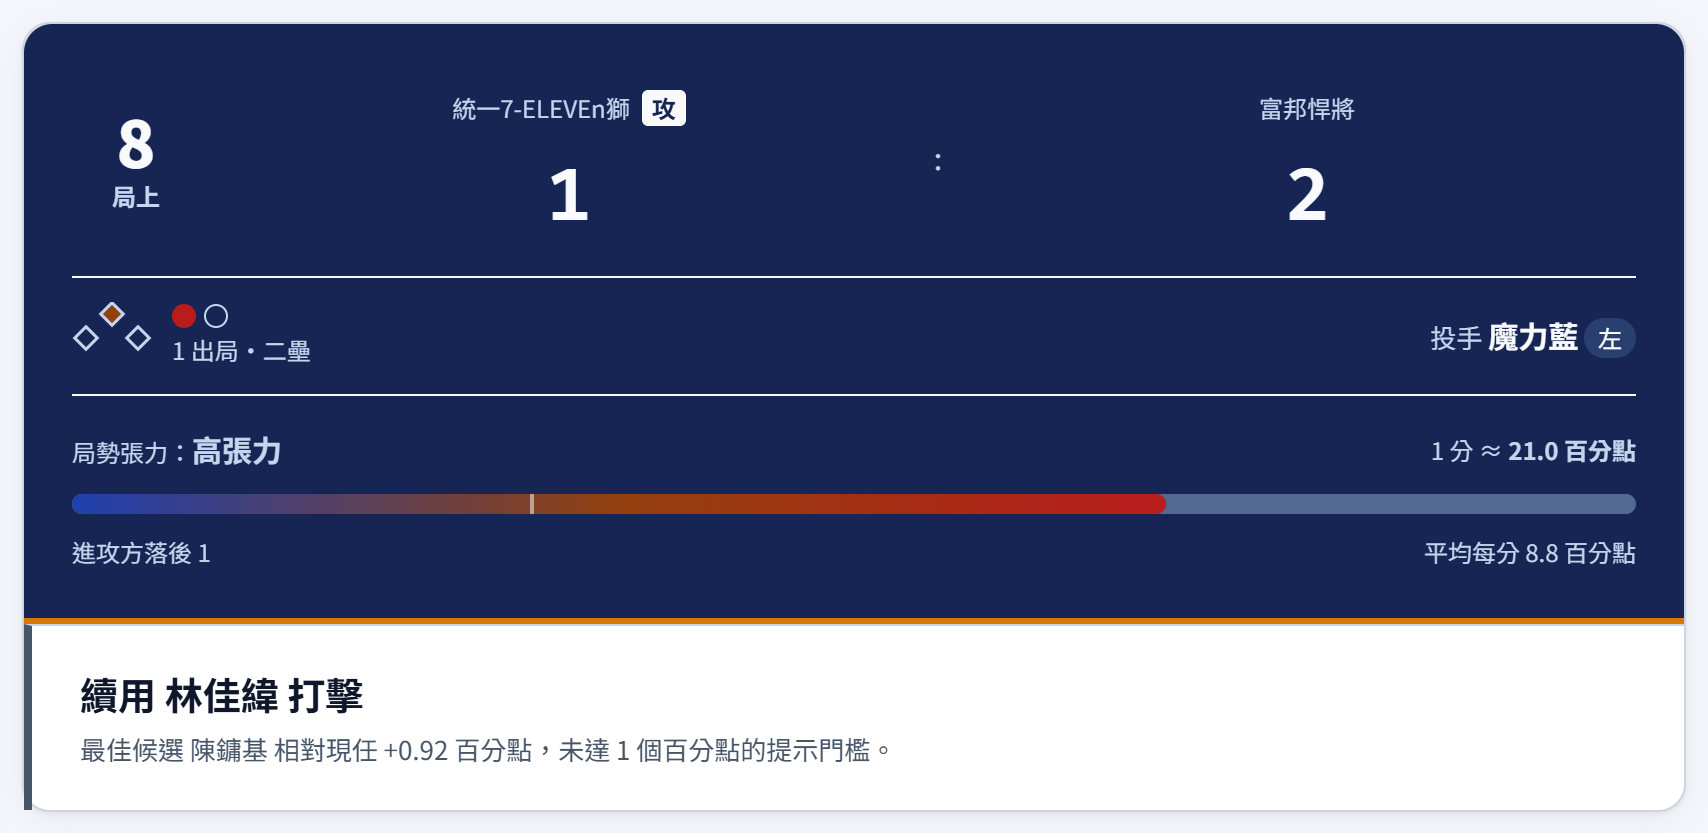 8
局上
統一7-ELEVEn獅 攻
1
:
富邦悍將
2
1 出局・二壘
投手 魔力藍 左
局勢張力：高張力
1 分 ≈ 21.0 百分點
進攻方落後 1
平均每分 8.8 百分點
續用 林佳緯 打擊
最佳候選 陳鏞基 相對現任 +0.92 百分點，未達 1 個百分點的提示門檻。